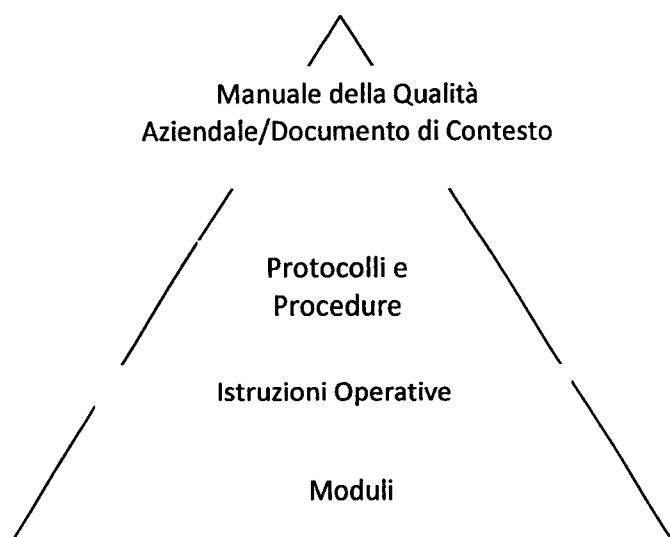 Manuale della Qualità
Aziendale/Documento di Contesto
Protocolli e
Procedure
Istruzioni Operative
Moduli